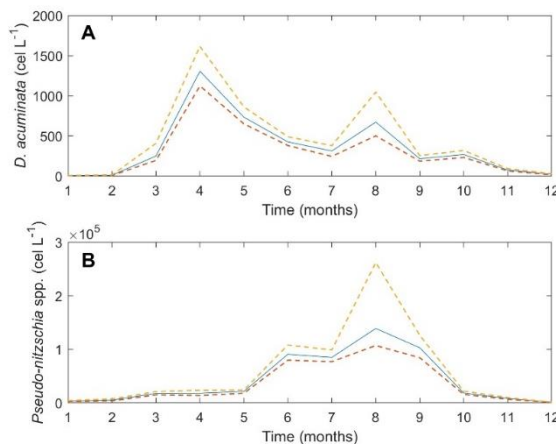 A
D. acuminata (cel L⁻¹)
2000
1500
1000
500
0
1 2 3 4 5 6 7 8 9 10 11 12
Time (months)
×10⁵
B
Pseudo-nitzschia spp. (cel L⁻¹)
3
2
1
0
1 2 3 4 5 6 7 8 9 10 11 12
Time (months)